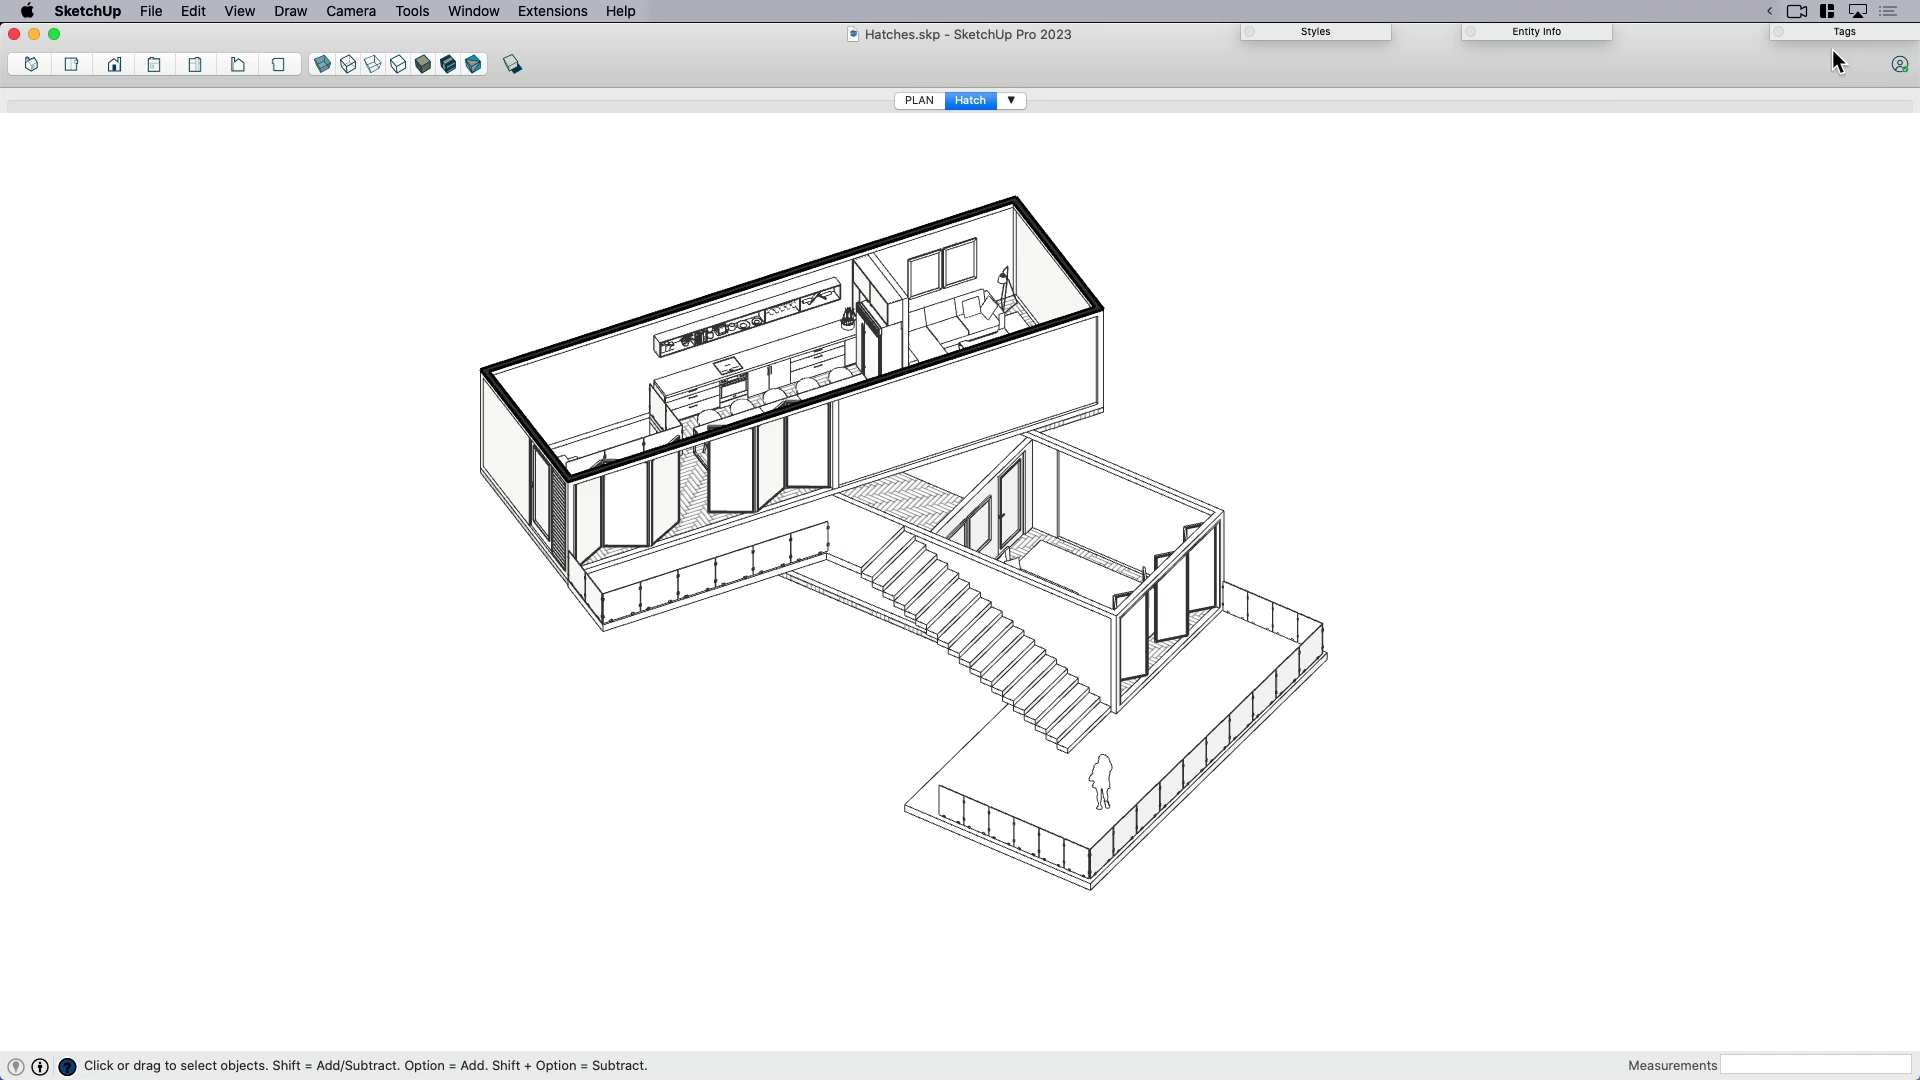 SketchUp File Edit View Draw Camera Tools Window Extensions Help
Hatches.skp - SketchUp Pro 2023
Styles
Entity Info
Tags
PLAN Hatch
Click or drag to select objects. Shift = Add/Subtract. Option = Add. Shift + Option = Subtract.
Measurements